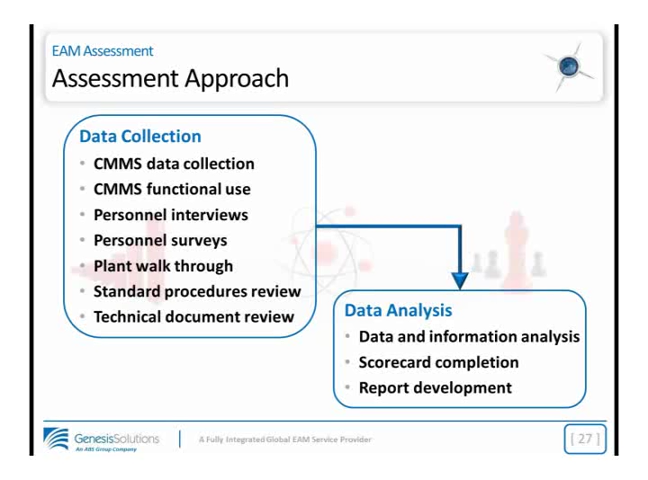 EAM Assessment
Assessment Approach
Data Collection
• CMMS data collection
• CMMS functional use
• Personnel interviews
• Personnel surveys
• Plant walk through
• Standard procedures review
• Technical document review
Data Analysis
• Data and information analysis
• Scorecard completion
• Report development
GenesisSolutions
An ABS Group Company
A Fully Integrated Global EAM Service Provider
[ 27 ]